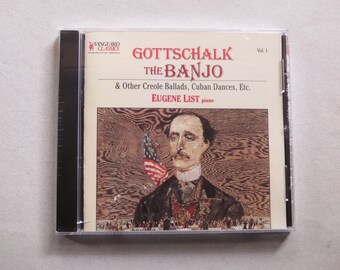 VANGUARD
CLASSICS
Vol. 1
GOTTSCHALK
THE BANJO
& Other Creole Ballads, Cuban Dances, Etc.
EUGENE LIST piano